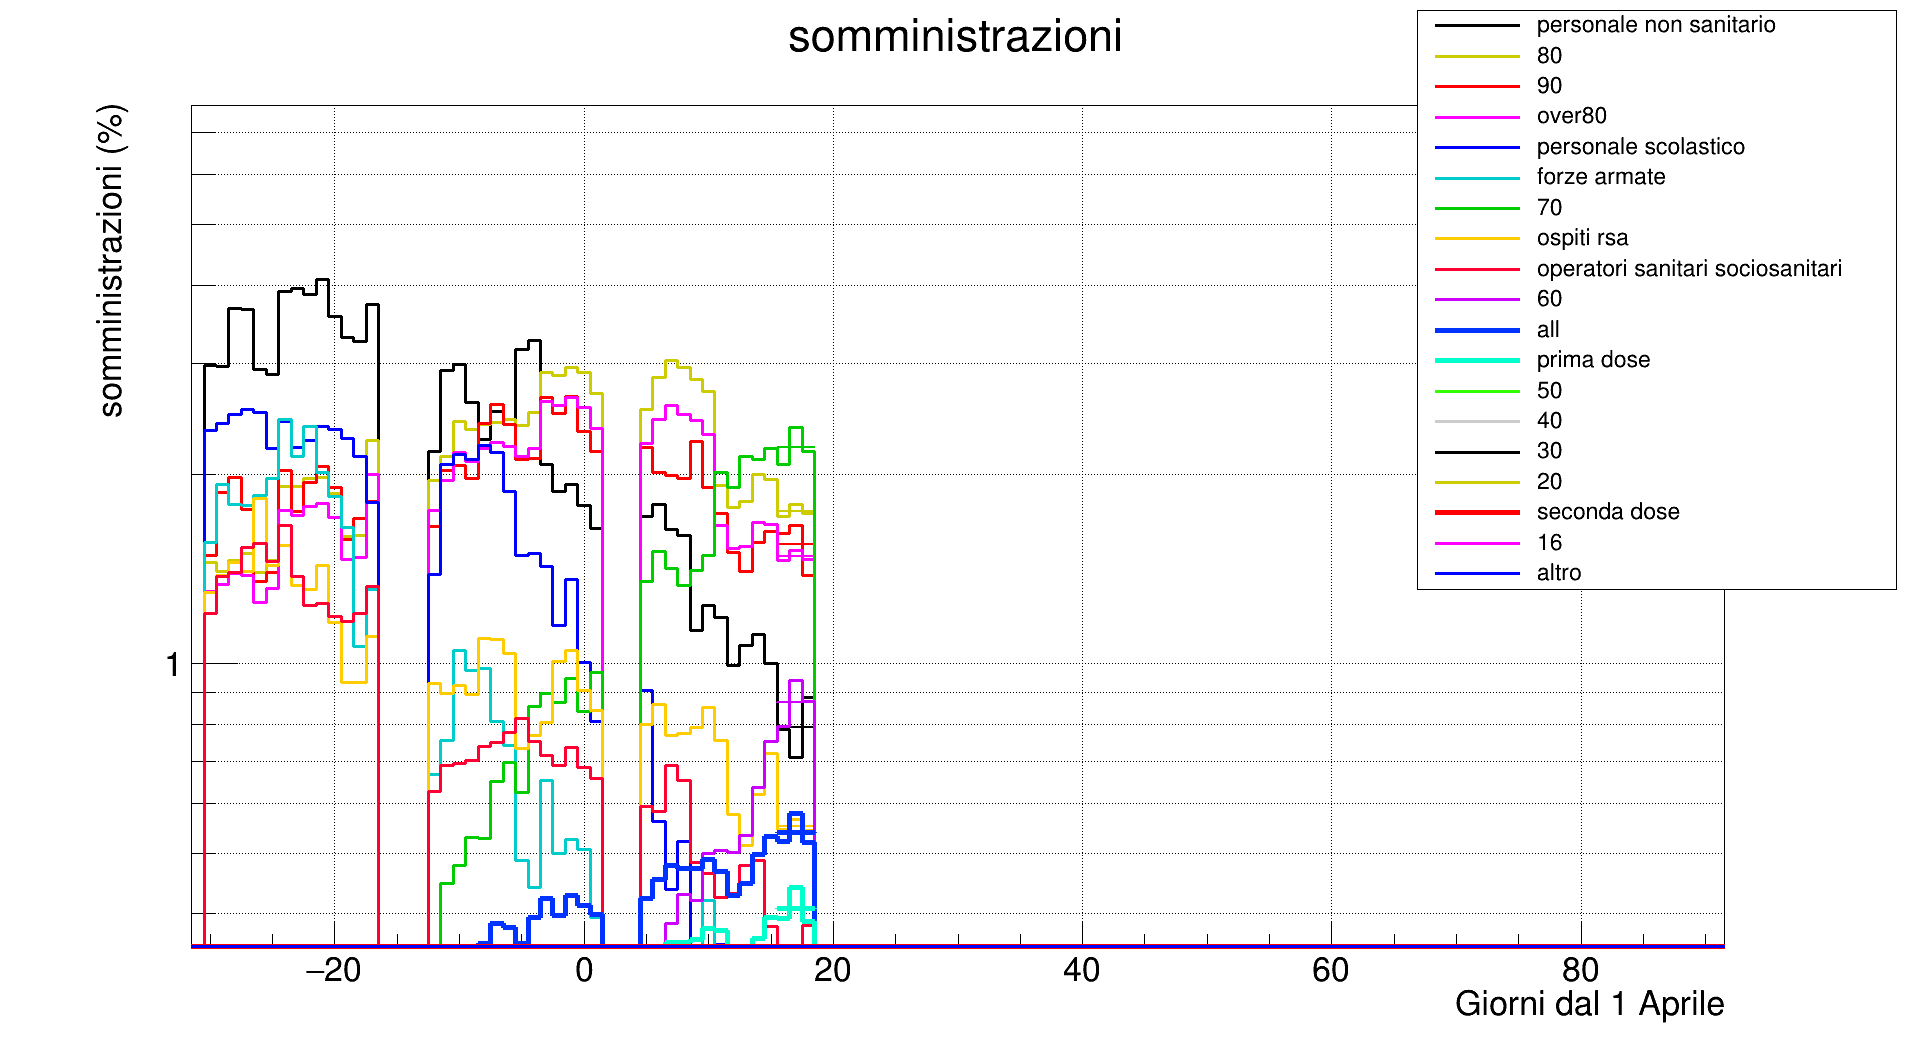 somministrazioni
somministrazioni (%)
personale non sanitario
80
90
over80
personale scolastico
forze armate
70
ospiti rsa
operatori sanitari sociosanitari
60
all
prima dose
50
40
30
20
seconda dose
16
altro
1
−20 0 20 40 60 80
Giorni dal 1 Aprile